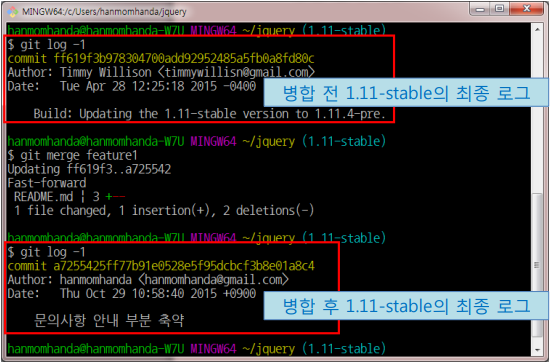 MINGW64:/c/Users/hanmomhanda/jquery
hanmomhanda@hanmomhanda-W7U MINGW64 ~/jquery (1.11-stable)
$ git log -1
commit ff619f3b978304700add92952485a5fb0a8fd80c
Author: Timmy Willison <timmywillisn@gmail.com>
Date:   Tue Apr 28 12:25:18 2015 -0400
병합 전 1.11-stable의 최종 로그
    Build: Updating the 1.11-stable version to 1.11.4-pre.
hanmomhanda@hanmomhanda-W7U MINGW64 ~/jquery (1.11-stable)
$ git merge feature1
Updating ff619f3..a725542
Fast-forward
 README.md | 3 +--
 1 file changed, 1 insertion(+), 2 deletions(-)
hanmomhanda@hanmomhanda-W7U MINGW64 ~/jquery (1.11-stable)
$ git log -1
commit a7255425ff77b91e0528e5f95dcbcf3b8e01a8c4
Author: hanmomhanda <hanmomhanda@gmail.com>
Date:   Thu Oct 29 10:58:40 2015 +0900
병합 후 1.11-stable의 최종 로그
    문의사항 안내 부분 축약
hanmomhanda@hanmomhanda-W7U MINGW64 ~/jquery (1.11-stable)